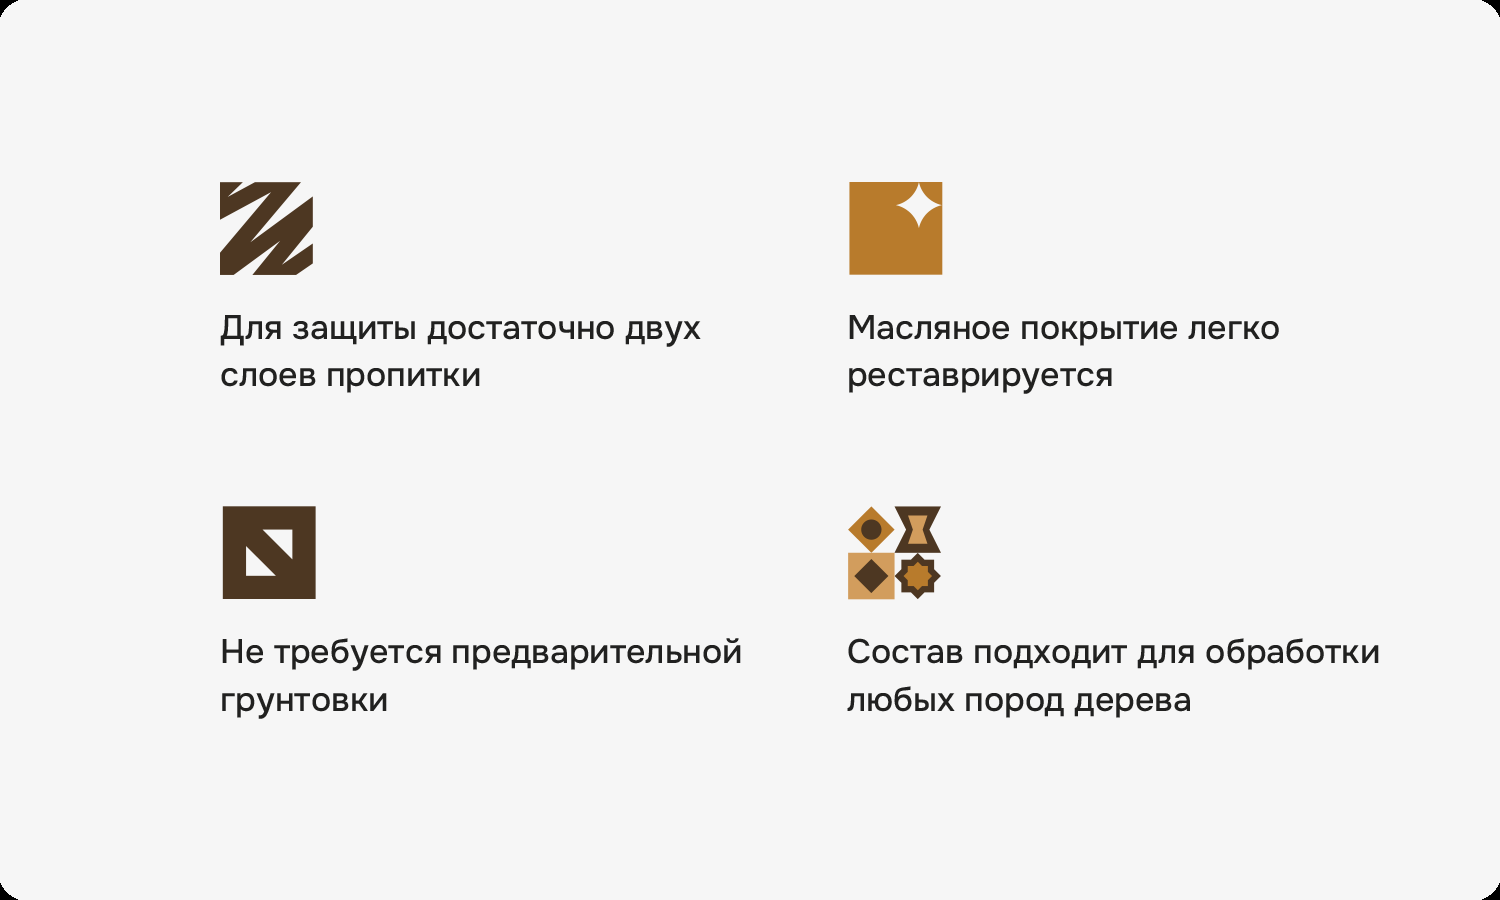 Для защиты достаточно двух
слоев пропитки
Масляное покрытие легко
реставрируется
Не требуется предварительной
грунтовки
Состав подходит для обработки
любых пород дерева